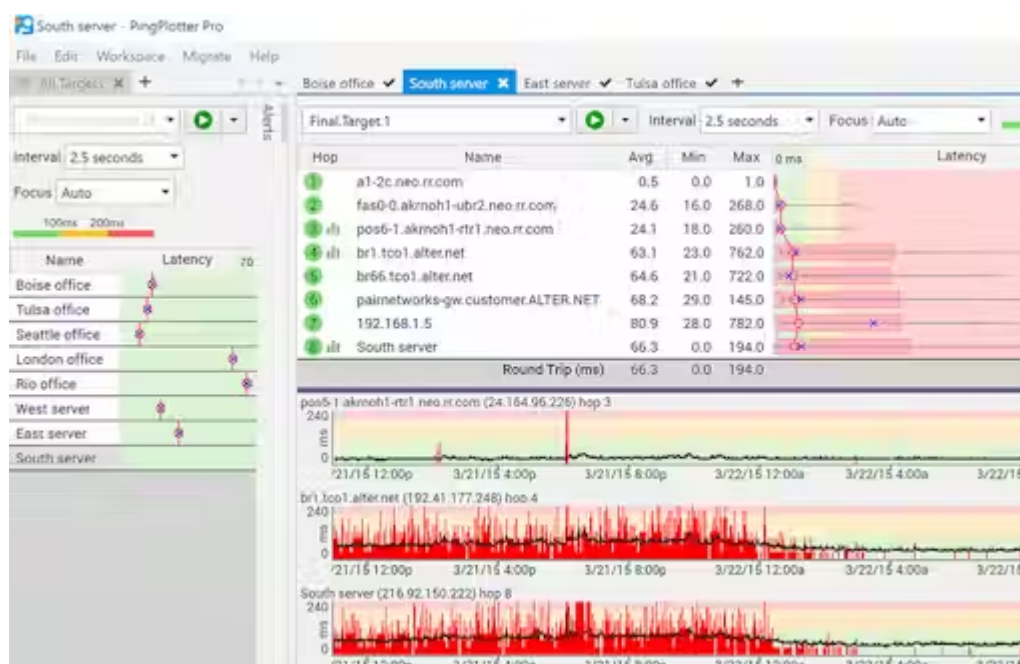 South server - PingPlotter Pro
File Edit Workspace Migrate Help
All Targets + Boise office South server East server Tulsa office +
Alerts
Final.Target.1 Interval 2.5 seconds Focus Auto
Interval 2.5 seconds
Focus Auto
100ms 200ms
Name Latency 70
Boise office
Tulsa office
Seattle office
London office
Rio office
West server
East server
South server
Hop Name Avg Min Max 0 ms Latency
1 a1-2c.neo.rr.com 0.5 0.0 1.0
2 fas0-0.akrnoh1-ubr2.neo.rr.com 24.6 16.0 268.0
3 pos6-1.akrnoh1-rtr1.neo.rr.com 24.1 18.0 260.0
4 br1.tco1.alter.net 63.1 23.0 762.0
5 br66.tco1.alter.net 64.6 21.0 722.0
6 pairnetworks-gw.customer.ALTER.NET 68.2 29.0 145.0
7 192.168.1.5 80.9 28.0 782.0
8 South server 66.3 0.0 194.0
Round Trip (ms) 66.3 0.0 194.0
pos6-1.akrnoh1-rtr1.neo.rr.com (24.164.96.226) hop 3
240
ms
0
/21/15 12:00p 3/21/15 4:00p 3/21/15 8:00p 3/22/15 12:00a 3/22/15 4:00a 3/22/15
br1.tco1.alter.net (192.41.177.248) hop 4
240
ms
0
/21/15 12:00p 3/21/15 4:00p 3/21/15 8:00p 3/22/15 12:00a 3/22/15 4:00a 3/22/15
South server (216.92.150.222) hop 8
240
ms
0